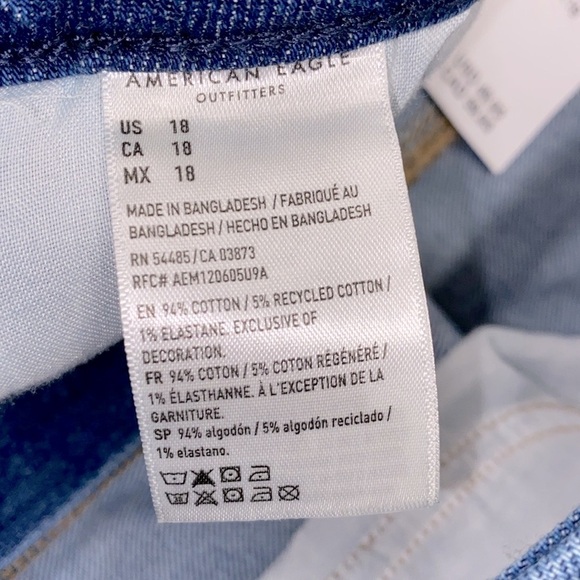 AMERICAN EAGLE
OUTFITTERS
US 18
CA 18
MX 18
MADE IN BANGLADESH / FABRIQUÉ AU
BANGLADESH / HECHO EN BANGLADESH
RN 54485/CA 03873
RFC# AEM120605U9A
EN 94% COTTON / 5% RECYCLED COTTON /
1% ELASTANE. EXCLUSIVE OF
DECORATION.
FR 94% COTON / 5% COTON RÉGÉNÉRÉ /
1% ÉLASTHANNE. À L'EXCEPTION DE LA
GARNITURE.
SP 94% algodón / 5% algodon reciclado /
1% elastano.